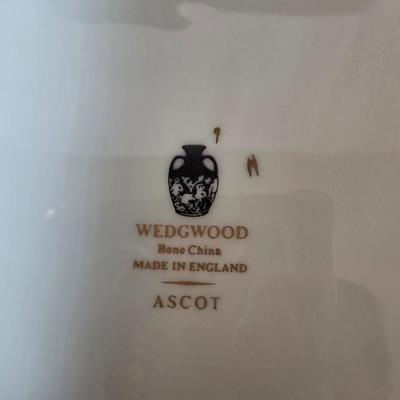 WEDGWOOD
Bone China
MADE IN ENGLAND
ASCOT